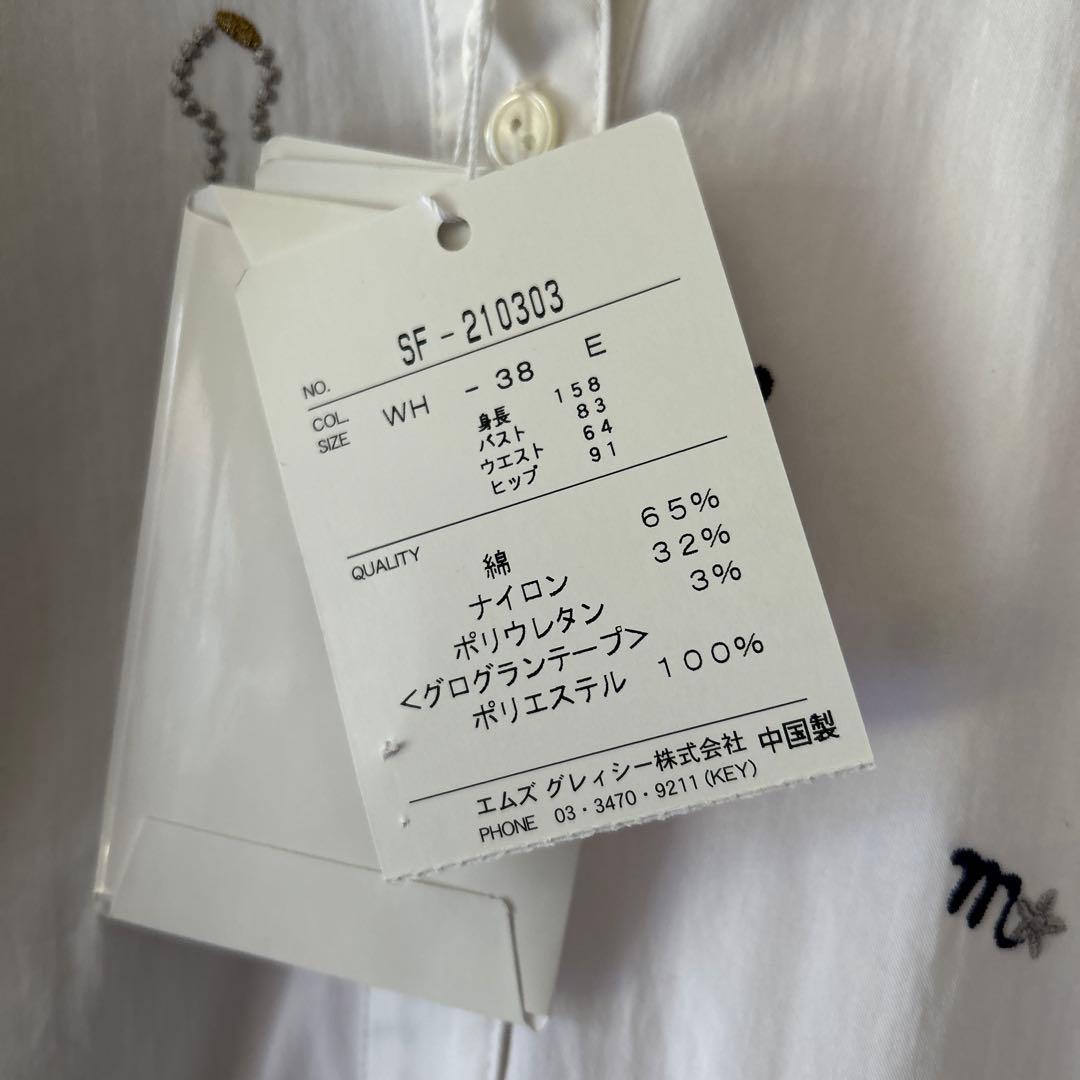 NO. SF-210303
COL. WH - 38 E
SIZE 身長 158
バスト 83
ウエスト 64
ヒップ 91
QUALITY 綿 65%
ナイロン 32%
ポリウレタン 3%
<グログランテープ>
ポリエステル 100%
エムズ グレィシー株式会社 中国製
PHONE 03・3470・9211(KEY)
m